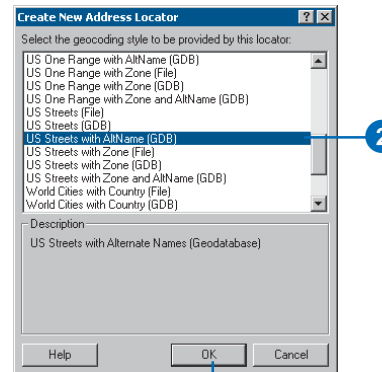 Create New Address Locator
Select the geocoding style to be provided by this locator:
US One Range with AltName (GDB)
US One Range with Zone (File)
US One Range with Zone (GDB)
US One Range with Zone and AltName (GDB)
US Streets (File)
US Streets (GDB)
US Streets with AltName (GDB)
2
US Streets with Zone (File)
US Streets with Zone (GDB)
US Streets with Zone and AltName (GDB)
World Cities with Country (File)
World Cities with Country (GDB)
Description
US Streets with Alternate Names (Geodatabase)
Help
OK
Cancel